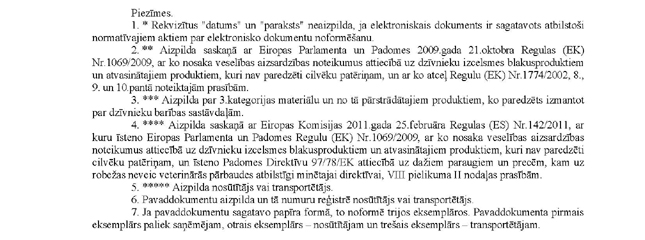 Piezīmes.
1. * Rekvizītus "datums" un "paraksts" neaizpilda, ja elektroniskais dokuments ir sagatavots atbilstoši
normatīvajiem aktiem par elektronisko dokumentu noformēšanu.
2. ** Aizpilda saskaņā ar Eiropas Parlamenta un Padomes 2009.gada 21.oktobra Regulas (EK)
Nr.1069/2009, ar ko nosaka veselības aizsardzības noteikumus attiecībā uz dzīvnieku izcelsmes blakusproduktiem
un atvasinātajiem produktiem, kuri nav paredzēti cilvēku patēriņam, un ar ko atceļ Regulu (EK) Nr.1774/2002, 8.,
9. un 10.pantā noteiktajām prasībām.
3. *** Aizpilda par 3.kategorijas materiālu un no tā pārstrādātajiem produktiem, ko paredzēts izmantot
par dzīvnieku barības sastāvdaļām.
4. **** Aizpilda saskaņā ar Eiropas Komisijas 2011.gada 25.februāra Regulas (ES) Nr.142/2011, ar
kuru īsteno Eiropas Parlamenta un Padomes Regulu (EK) Nr.1069/2009, ar ko nosaka veselības aizsardzības
noteikumus attiecībā uz dzīvnieku izcelsmes blakusproduktiem un atvasinātajiem produktiem, kuri nav paredzēti
cilvēku patēriņam, un īsteno Padomes Direktīvu 97/78/EK attiecībā uz dažiem paraugiem un precēm, kam uz
robežas neveic veterinārās pārbaudes atbilstīgi minētajai direktīvai, VIII pielikuma II nodaļas prasībām.
5. ***** Aizpilda nosūtītājs vai transportētājs.
6. Pavaddokumentu aizpilda un tā numuru reģistrē nosūtītājs vai transportētājs.
7. Ja pavaddokumentu sagatavo papīra formā, to noformē trijos eksemplāros. Pavaddokumenta pirmais
eksemplārs paliek saņēmējam, otrais eksemplārs – nosūtītājam un trešais eksemplārs – transportētājam.